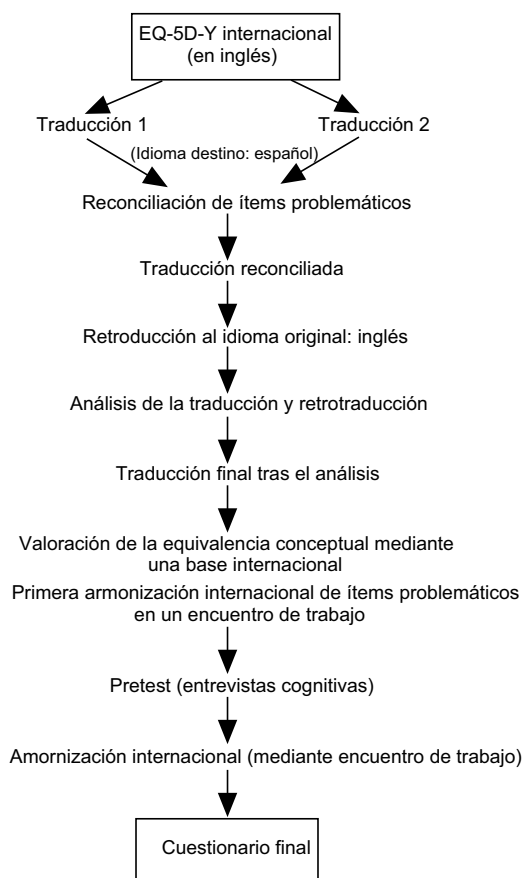 EQ-5D-Y internacional
(en inglés)
Traducción 1
Traducción 2
(Idioma destino: español)
Reconciliación de ítems problemáticos
Traducción reconciliada
Retroducción al idioma original: inglés
Análisis de la traducción y retrotraducción
Traducción final tras el análisis
Valoración de la equivalencia conceptual mediante
una base internacional
Primera armonización internacional de ítems problemáticos
en un encuentro de trabajo
Pretest (entrevistas cognitivas)
Amornización internacional (mediante encuentro de trabajo)
Cuestionario final